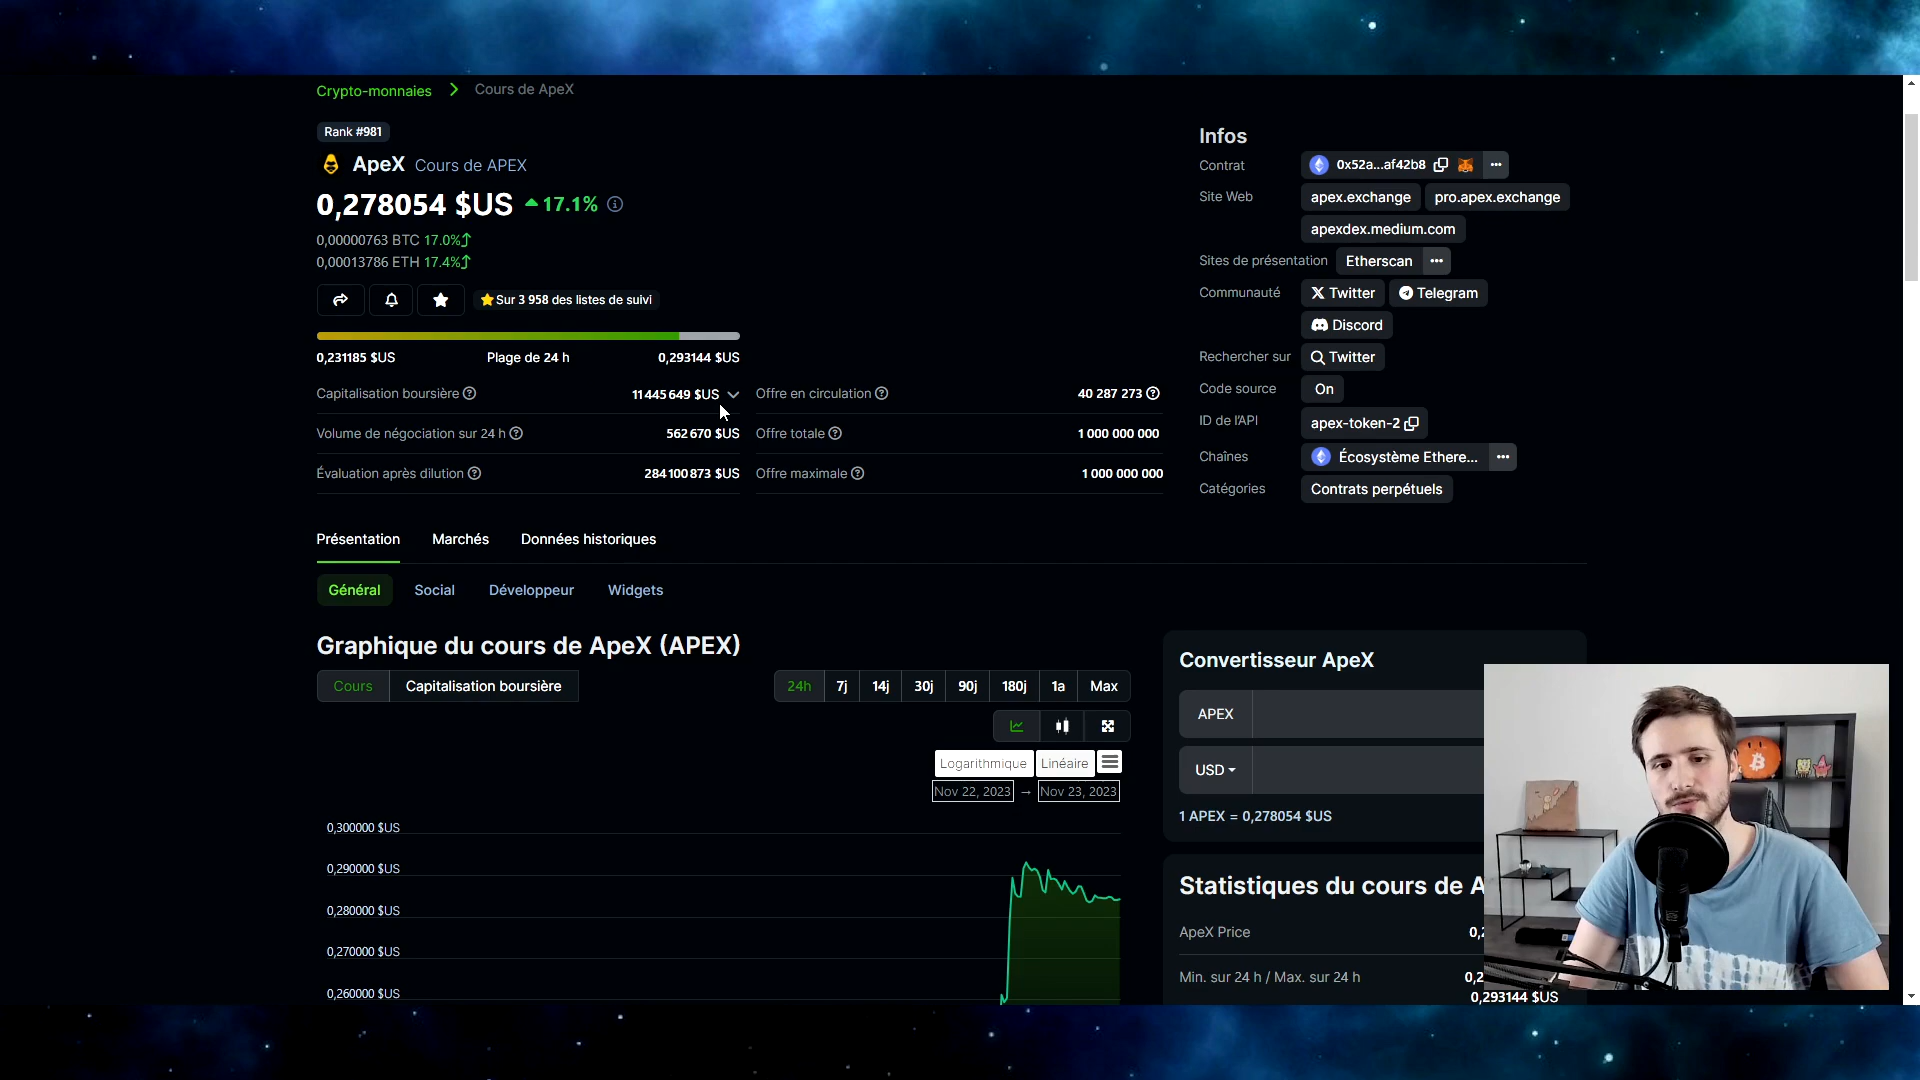 Crypto-monnaies > Cours de ApeX
Rank #981
ApeX Cours de APEX
0,278054 $US 17.1%
0,00000763 BTC 17.0%
0,00013786 ETH 17.4%
Sur 3 958 des listes de suivi
0,231185 $US Plage de 24 h 0,293144 $US
Capitalisation boursière 11 445 649 $US
Volume de négociation sur 24 h 562 670 $US
Évaluation après dilution 284 100 873 $US
Offre en circulation 40 287 273
Offre totale 1 000 000 000
Offre maximale 1 000 000 000
Infos
Contrat 0x52a...af42b8
Site Web apex.exchange pro.apex.exchange
apexdex.medium.com
Sites de présentation Etherscan
Communauté X Twitter Telegram
Discord
Rechercher sur Twitter
Code source On
ID de l'API apex-token-2
Chaînes Écosystème Ethere...
Catégories Contrats perpétuels
Présentation Marchés Données historiques
Général Social Développeur Widgets
Graphique du cours de ApeX (APEX)
Cours Capitalisation boursière
24h 7j 14j 30j 90j 180j 1a Max
Logarithmique Linéaire
Nov 22, 2023 → Nov 23, 2023
0,300000 $US
0,290000 $US
0,280000 $US
0,270000 $US
0,260000 $US
Convertisseur ApeX
APEX
USD
1 APEX = 0,278054 $US
Statistiques du cours de A
ApeX Price 0,2
Min. sur 24 h / Max. sur 24 h 0,2
0,293144 $US